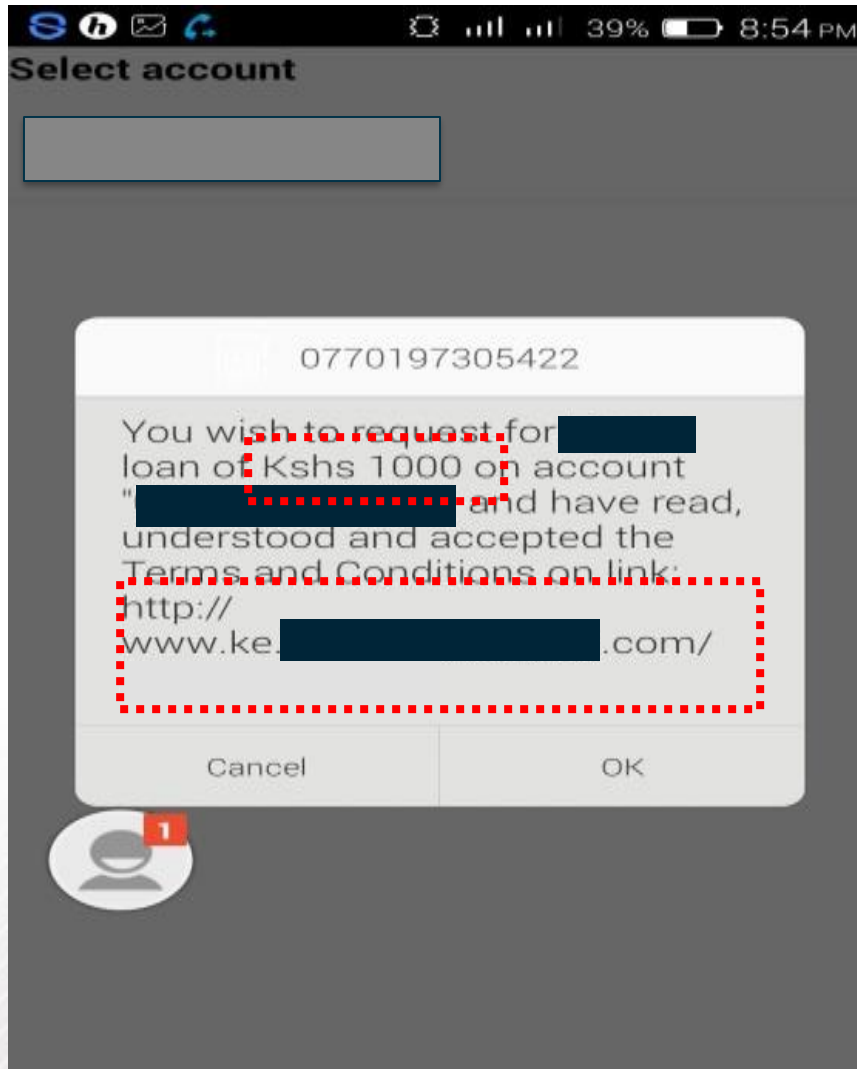 39% 8:54 PM
Select account
0770197305422
You wish to request for
loan of Kshs 1000 on account
" and have read,
understood and accepted the
Terms and Conditions on link:
http://
www.ke. .com/
Cancel OK
1